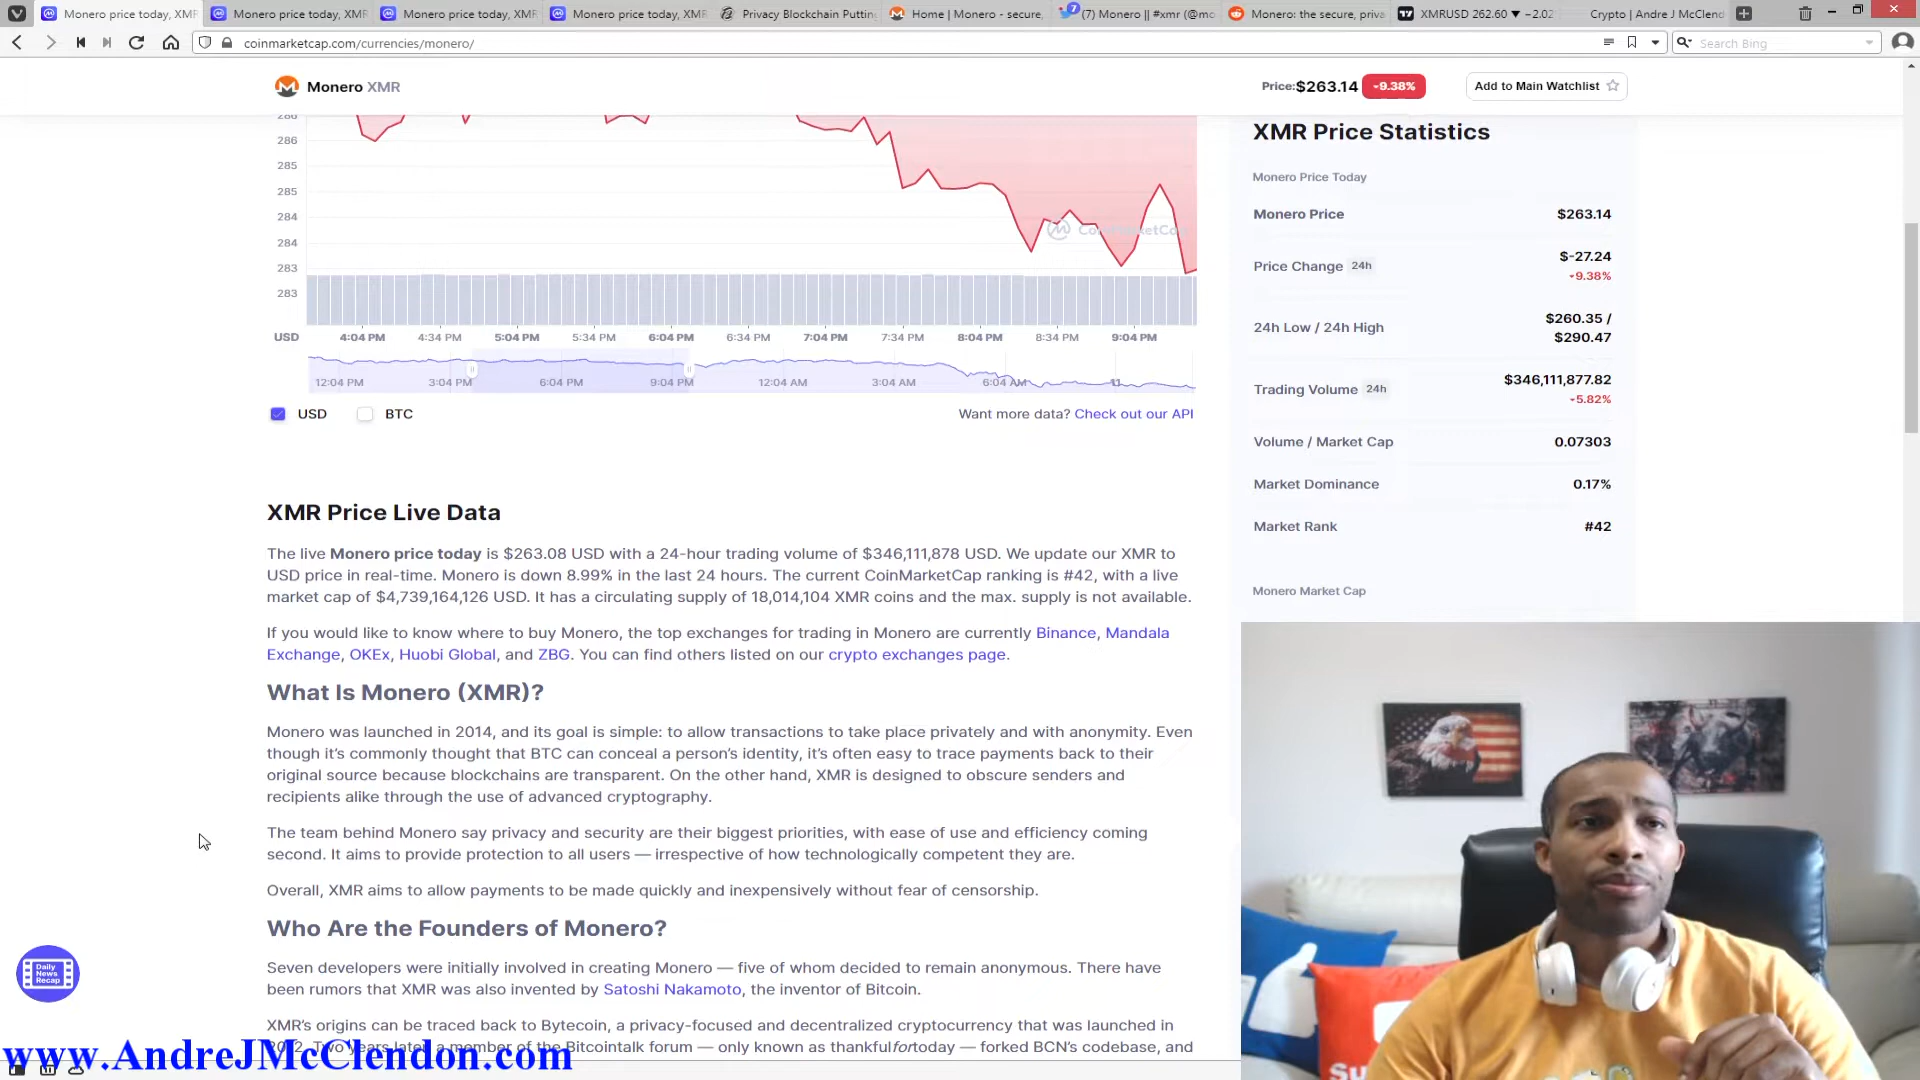 Monero price today, XMR
Monero price today, XMR
Monero price today, XMR
Monero price today, XMR
Privacy Blockchain Puttin
Home | Monero - secure,
(7) Monero || #xmr (@mo
Monero: the secure, priva
XMRUSD 262.60 ▼ −2.02
Crypto | Andre J McClend
coinmarketcap.com/currencies/monero/
Search Bing
Monero XMR
Price:$263.14
-9.38%
Add to Main Watchlist
286
286
285
285
284
284
283
283
CoinMarketCap
USD
4:04 PM 4:34 PM 5:04 PM 5:34 PM 6:04 PM 6:34 PM 7:04 PM 7:34 PM 8:04 PM 8:34 PM 9:04 PM
12:04 PM 3:04 PM 6:04 PM 9:04 PM 12:04 AM 3:04 AM 6:04 AM
USD BTC
Want more data? Check out our API
XMR Price Live Data
The live Monero price today is $263.08 USD with a 24-hour trading volume of $346,111,878 USD. We update our XMR to
USD price in real-time. Monero is down 8.99% in the last 24 hours. The current CoinMarketCap ranking is #42, with a live
market cap of $4,739,164,126 USD. It has a circulating supply of 18,014,104 XMR coins and the max. supply is not available.
If you would like to know where to buy Monero, the top exchanges for trading in Monero are currently Binance, Mandala
Exchange, OKEx, Huobi Global, and ZBG. You can find others listed on our crypto exchanges page.
What Is Monero (XMR)?
Monero was launched in 2014, and its goal is simple: to allow transactions to take place privately and with anonymity. Even
though it's commonly thought that BTC can conceal a person's identity, it's often easy to trace payments back to their
original source because blockchains are transparent. On the other hand, XMR is designed to obscure senders and
recipients alike through the use of advanced cryptography.
The team behind Monero say privacy and security are their biggest priorities, with ease of use and efficiency coming
second. It aims to provide protection to all users — irrespective of how technologically competent they are.
Overall, XMR aims to allow payments to be made quickly and inexpensively without fear of censorship.
Who Are the Founders of Monero?
Seven developers were initially involved in creating Monero — five of whom decided to remain anonymous. There have
been rumors that XMR was also invented by Satoshi Nakamoto, the inventor of Bitcoin.
XMR's origins can be traced back to Bytecoin, a privacy-focused and decentralized cryptocurrency that was launched in
2012. Two years later, a member of the Bitcointalk forum — only known as thankfulfortoday — forked BCN's codebase, and
XMR Price Statistics
Monero Price Today
Monero Price $263.14
Price Change 24h $-27.24
-9.38%
24h Low / 24h High $260.35 /
$290.47
Trading Volume 24h $346,111,877.82
-5.82%
Volume / Market Cap 0.07303
Market Dominance 0.17%
Market Rank #42
Monero Market Cap
Daily
News
Recap
www.AndreJMcClendon.com
Su